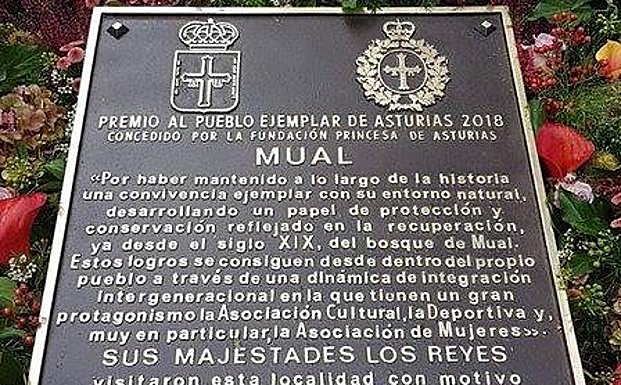 PREMIO AL PUEBLO EJEMPLAR DE ASTURIAS 2018
CONCEDIDO POR LA FUNDACIÓN PRINCESA DE ASTURIAS
MUAL
«Por haber mantenido a lo largo de la historia
una convivencia ejemplar con su entorno natural,
desarrollando un papel de protección y
conservación reflejado en la recuperación,
ya desde el siglo XIX, del bosque de Mual.
Estos logros se consiguen desde dentro del propio
pueblo a través de una dinámica de integración
intergeneracional en la que tienen un gran
protagonismo la Asociación Cultural, la Deportiva y,
muy en particular, la Asociación de Mujeres».
SUS MAJESTADES LOS REYES
visitaron esta localidad con motivo